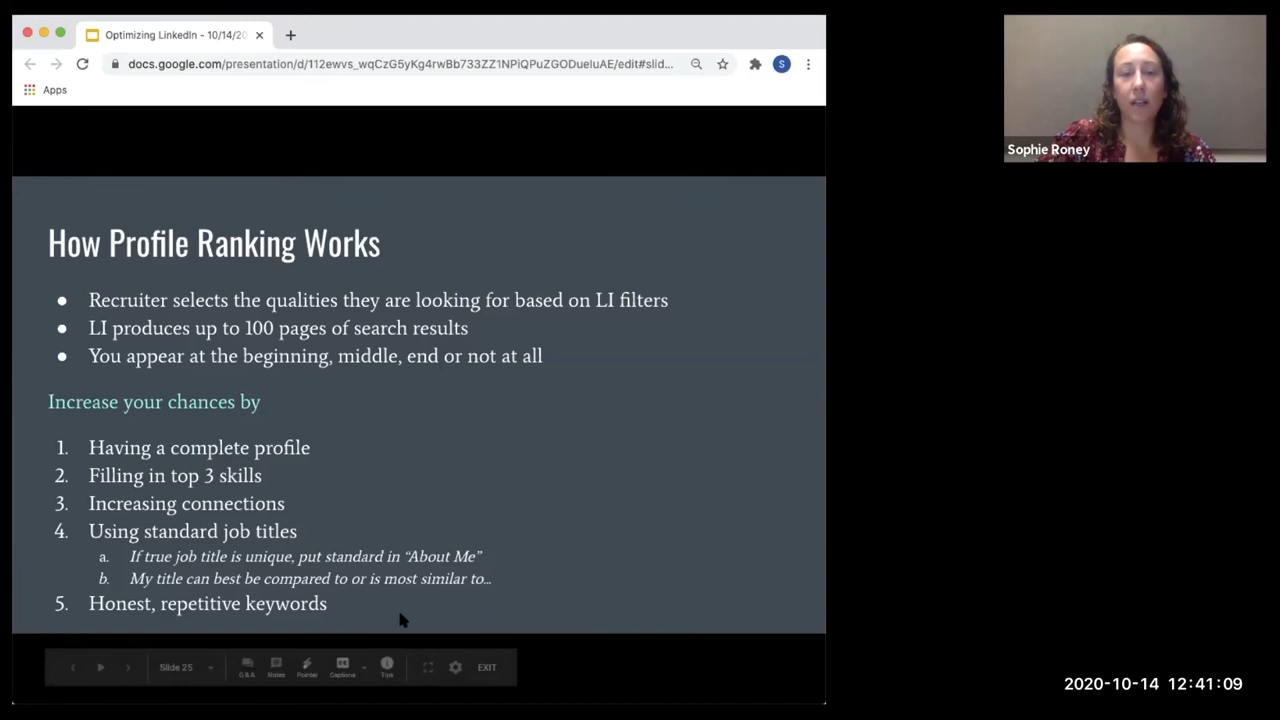 Optimizing LinkedIn - 10/14/20
docs.google.com/presentation/d/112ewvs_wqCzG5yKg4rwBb733ZZ1NPiQPuZGODueIuAE/edit#slid...
S
Apps
Sophie Roney
How Profile Ranking Works
● Recruiter selects the qualities they are looking for based on LI filters
● LI produces up to 100 pages of search results
● You appear at the beginning, middle, end or not at all
Increase your chances by
1. Having a complete profile
2. Filling in top 3 skills
3. Increasing connections
4. Using standard job titles
a. If true job title is unique, put standard in “About Me”
b. My title can best be compared to or is most similar to...
5. Honest, repetitive keywords
Slide 25
Q&A
Notes
Pointer
Captions
Tips
EXIT
2020-10-14 12:41:09